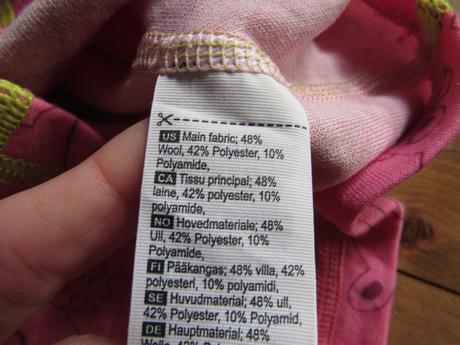 US Main fabric; 48%
Wool, 42% Polyester, 10%
Polyamide,
CA Tissu principal; 48%
laine, 42% polyester, 10%
polyamide,
NO Hovedmateriale; 48%
Ull, 42% Polyester, 10%
Polyamide,
FI Pääkangas; 48% villa, 42%
polyesteri, 10% polyamidi,
SE Huvudmaterial; 48% ull,
42% Polyester, 10% Polyamid,
DE Hauptmaterial; 48%